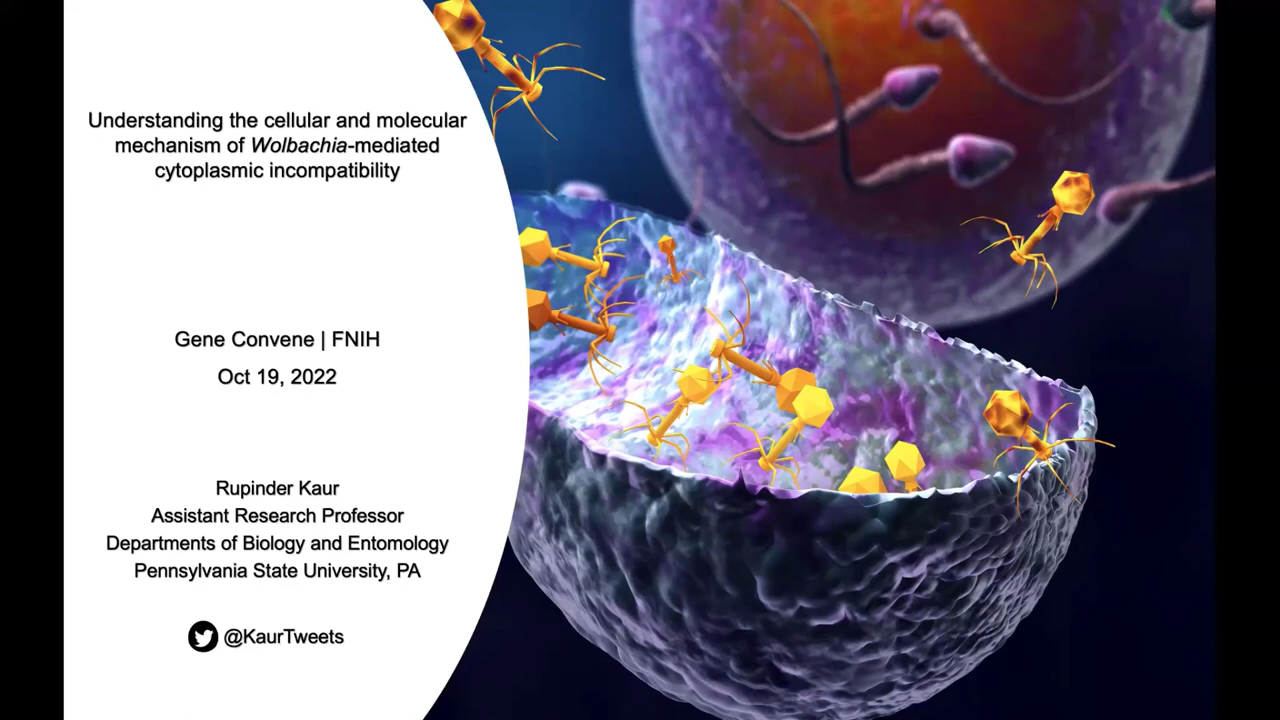 Understanding the cellular and molecular
mechanism of Wolbachia-mediated
cytoplasmic incompatibility
Gene Convene | FNIH
Oct 19, 2022
Rupinder Kaur
Assistant Research Professor
Departments of Biology and Entomology
Pennsylvania State University, PA
@KaurTweets